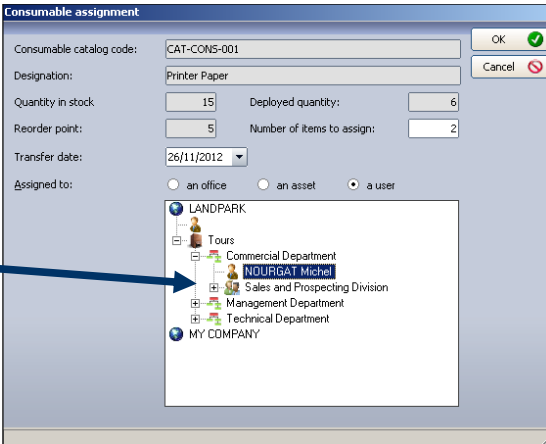 Consumable assignment
Consumable catalog code: CAT-CONS-001
OK
Designation: Printer Paper
Cancel
Quantity in stock 15 Deployed quantity: 6
Reorder point: 5 Number of items to assign: 2
Transfer date: 26/11/2012
Assigned to: an office an asset a user
LANDPARK
Tours
Commercial Department
NOURGAT Michel
Sales and Prospecting Division
Management Department
Technical Department
MY COMPANY